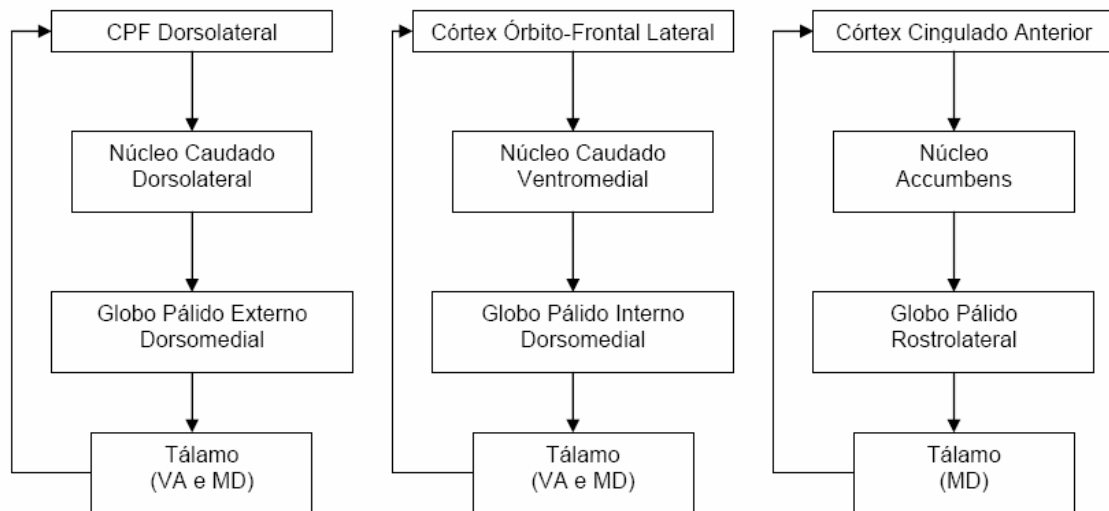 CPF Dorsolateral
Núcleo Caudado
Dorsolateral
Globo Pálido Externo
Dorsomedial
Tálamo
(VA e MD)
Córtex Órbito-Frontal Lateral
Núcleo Caudado
Ventromedial
Globo Pálido Interno
Dorsomedial
Tálamo
(VA e MD)
Córtex Cingulado Anterior
Núcleo
Accumbens
Globo Pálido
Rostrolateral
Tálamo
(MD)